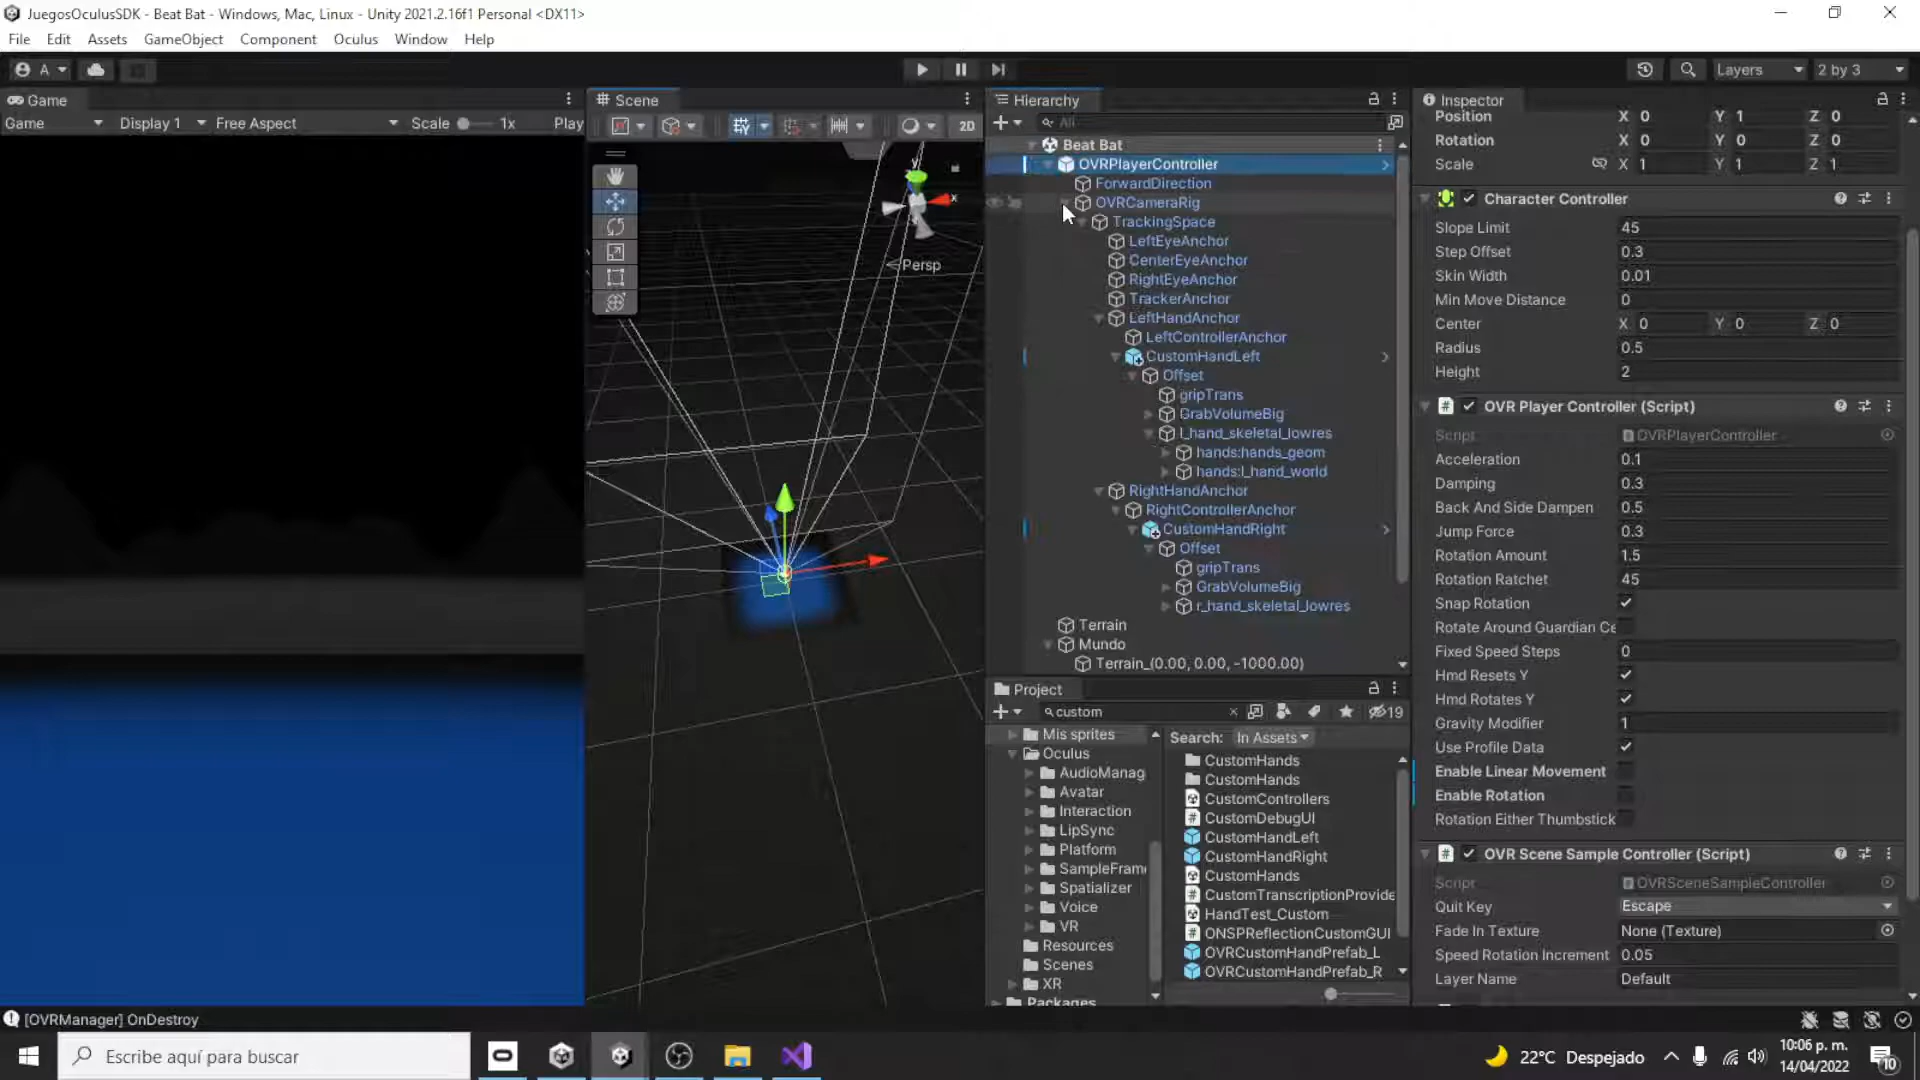 JuegosOculusSDK - Beat Bat - Windows, Mac, Linux - Unity 2021.2.16f1 Personal <DX11>
File Edit Assets GameObject Component Oculus Window Help
A Layers 2 by 3
Game
Game Display 1 Free Aspect Scale 1x Play
Scene
2D
y
x
Persp
Hierarchy
All
Beat Bat
OVRPlayerController
ForwardDirection
OVRCameraRig
TrackingSpace
LeftEyeAnchor
CenterEyeAnchor
RightEyeAnchor
TrackerAnchor
LeftHandAnchor
LeftControllerAnchor
CustomHandLeft
Offset
gripTrans
GrabVolumeBig
l_hand_skeletal_lowres
hands:hands_geom
hands:l_hand_world
RightHandAnchor
RightControllerAnchor
CustomHandRight
Offset
gripTrans
GrabVolumeBig
r_hand_skeletal_lowres
Terrain
Mundo
Terrain_(0.00, 0.00, -1000.00)
Project
custom 19
Mis sprites
Oculus
AudioManag
Avatar
Interaction
LipSync
Platform
SampleFram
Spatializer
Voice
VR
Resources
Scenes
XR
Packages
Search: In Assets
CustomHands
CustomHands
CustomControllers
CustomDebugUI
CustomHandLeft
CustomHandRight
CustomHands
CustomTranscriptionProvide
HandTest_Custom
ONSPReflectionCustomGUI
OVRCustomHandPrefab_L
OVRCustomHandPrefab_R
Inspector
Position X 0 Y 1 Z 0
Rotation X 0 Y 0 Z 0
Scale X 1 Y 1 Z 1
Character Controller
Slope Limit 45
Step Offset 0.3
Skin Width 0.01
Min Move Distance 0
Center X 0 Y 0 Z 0
Radius 0.5
Height 2
OVR Player Controller (Script)
Script OVRPlayerController
Acceleration 0.1
Damping 0.3
Back And Side Dampen 0.5
Jump Force 0.3
Rotation Amount 1.5
Rotation Ratchet 45
Snap Rotation
Rotate Around Guardian Ce
Fixed Speed Steps 0
Hmd Resets Y
Hmd Rotates Y
Gravity Modifier 1
Use Profile Data
Enable Linear Movement
Enable Rotation
Rotation Either Thumbstick
OVR Scene Sample Controller (Script)
Script OVRSceneSampleController
Quit Key Escape
Fade In Texture None (Texture)
Speed Rotation Increment 0.05
Layer Name Default
[OVRManager] OnDestroy
Escribe aquí para buscar
22°C Despejado
10:06 p. m.
14/04/2022
10